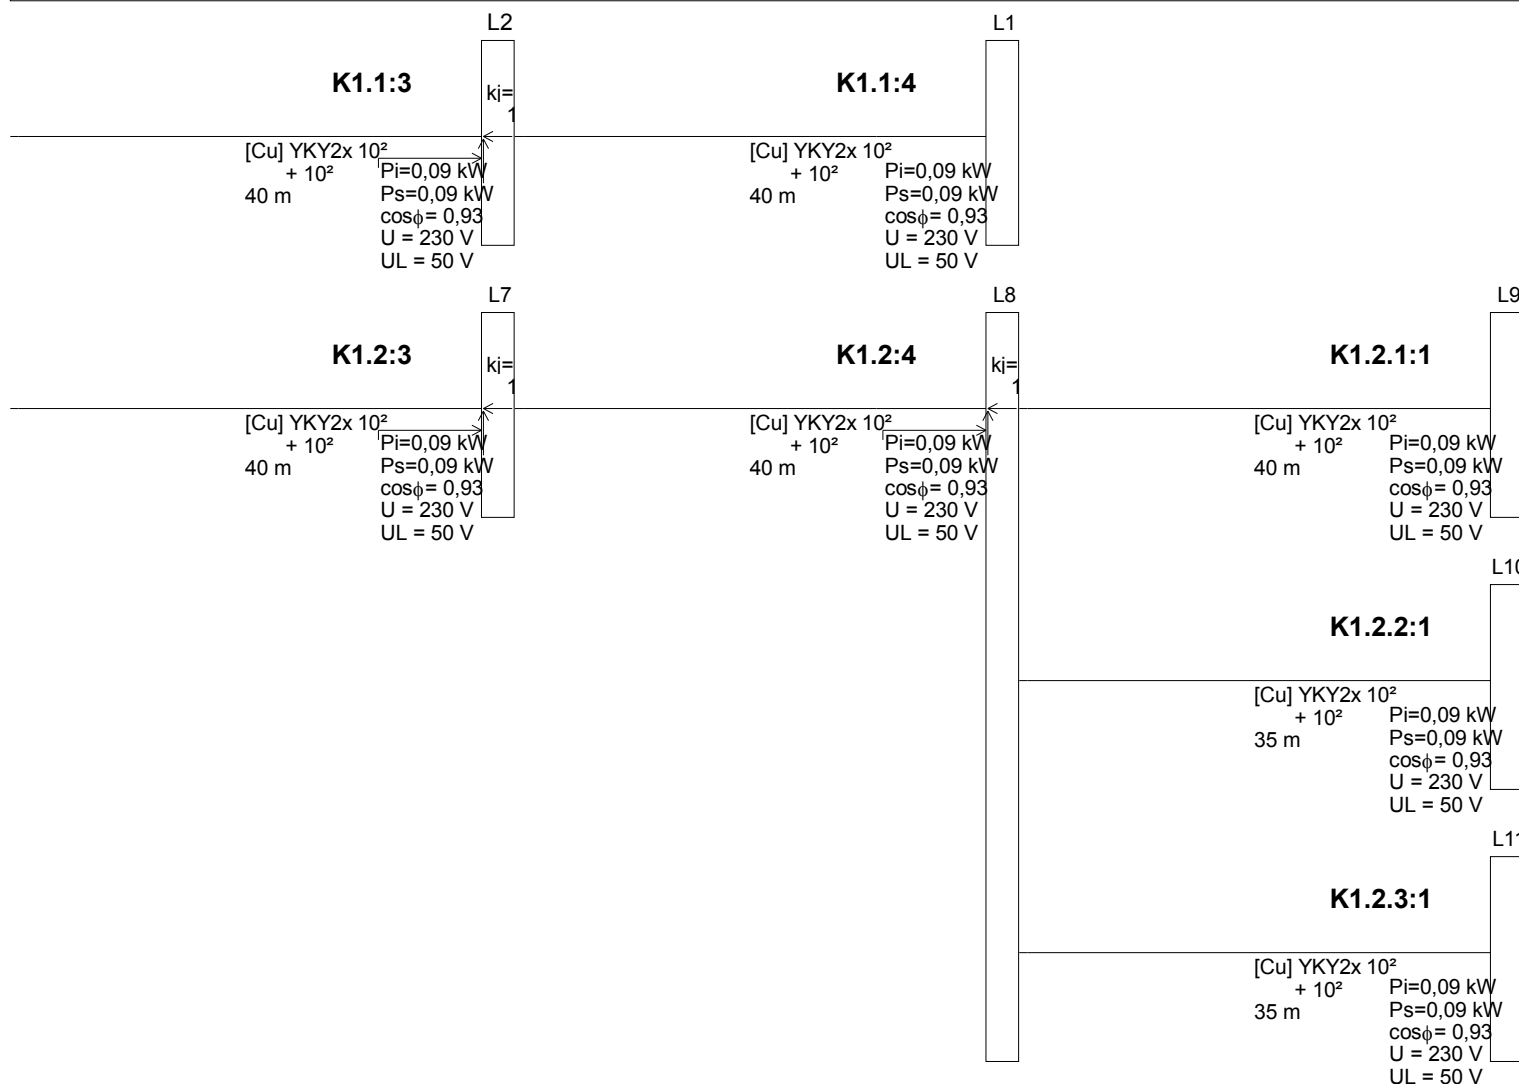 L2
L1
K1.1:3
K1.1:4
kj=
1
[Cu] YKY2x 10²
+ 10²
40 m
Pi=0,09 kW
Ps=0,09 kW
cosϕ= 0,93
U = 230 V
UL = 50 V
[Cu] YKY2x 10²
+ 10²
40 m
Pi=0,09 kW
Ps=0,09 kW
cosϕ= 0,93
U = 230 V
UL = 50 V
L7
L8
L9
K1.2:3
K1.2:4
K1.2.1:1
kj=
1
kj=
1
[Cu] YKY2x 10²
+ 10²
40 m
Pi=0,09 kW
Ps=0,09 kW
cosϕ= 0,93
U = 230 V
UL = 50 V
[Cu] YKY2x 10²
+ 10²
40 m
Pi=0,09 kW
Ps=0,09 kW
cosϕ= 0,93
U = 230 V
UL = 50 V
[Cu] YKY2x 10²
+ 10²
40 m
Pi=0,09 kW
Ps=0,09 kW
cosϕ= 0,93
U = 230 V
UL = 50 V
L10
K1.2.2:1
[Cu] YKY2x 10²
+ 10²
35 m
Pi=0,09 kW
Ps=0,09 kW
cosϕ= 0,93
U = 230 V
UL = 50 V
L11
K1.2.3:1
[Cu] YKY2x 10²
+ 10²
35 m
Pi=0,09 kW
Ps=0,09 kW
cosϕ= 0,93
U = 230 V
UL = 50 V